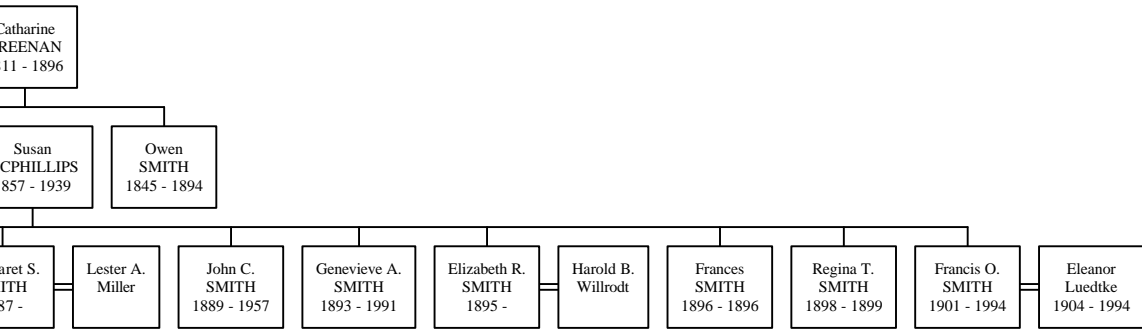 Catharine
REENAN
11 - 1896
Susan
CPHILLIPS
857 - 1939
Owen
SMITH
1845 - 1894
aret S.
ITH
87 -
Lester A.
Miller
John C.
SMITH
1889 - 1957
Genevieve A.
SMITH
1893 - 1991
Elizabeth R.
SMITH
1895 -
Harold B.
Willrodt
Frances
SMITH
1896 - 1896
Regina T.
SMITH
1898 - 1899
Francis O.
SMITH
1901 - 1994
Eleanor
Luedtke
1904 - 1994